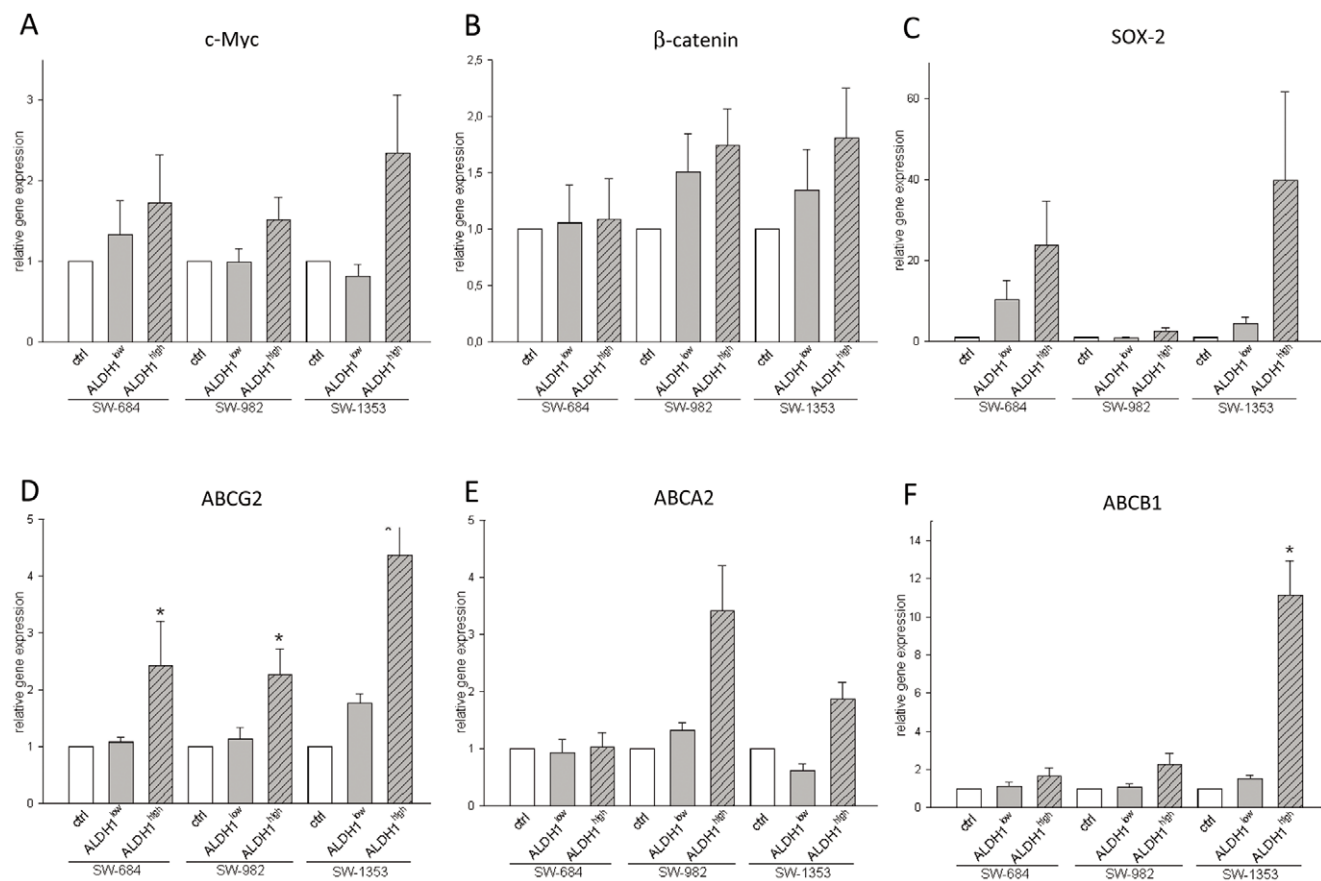 A
c-Myc
relative gene expression
3
2
1
0
ctrl
ALDH1low
ALDH1high
ctrl
ALDH1low
ALDH1high
ctrl
ALDH1low
ALDH1high
SW-684
SW-982
SW-1353
B
β-catenin
relative gene expression
2,5
2,0
1,5
1,0
0,5
0,0
ctrl
ALDH1low
ALDH1high
ctrl
ALDH1low
ALDH1high
ctrl
ALDH1low
ALDH1high
SW-684
SW-982
SW-1353
C
SOX-2
relative gene expression
60
40
20
0
ctrl
ALDH1low
ALDH1high
ctrl
ALDH1low
ALDH1high
ctrl
ALDH1low
ALDH1high
SW-684
SW-982
SW-1353
D
ABCG2
relative gene expression
5
4
3
2
1
0
*
*
ctrl
ALDH1low
ALDH1high
ctrl
ALDH1low
ALDH1high
ctrl
ALDH1low
ALDH1high
SW-684
SW-982
SW-1353
E
ABCA2
relative gene expression
5
4
3
2
1
0
ctrl
ALDH1low
ALDH1high
ctrl
ALDH1low
ALDH1high
ctrl
ALDH1low
ALDH1high
SW-684
SW-982
SW-1353
F
ABCB1
relative gene expression
14
12
10
8
6
4
2
0
*
ctrl
ALDH1low
ALDH1high
ctrl
ALDH1low
ALDH1high
ctrl
ALDH1low
ALDH1high
SW-684
SW-982
SW-1353